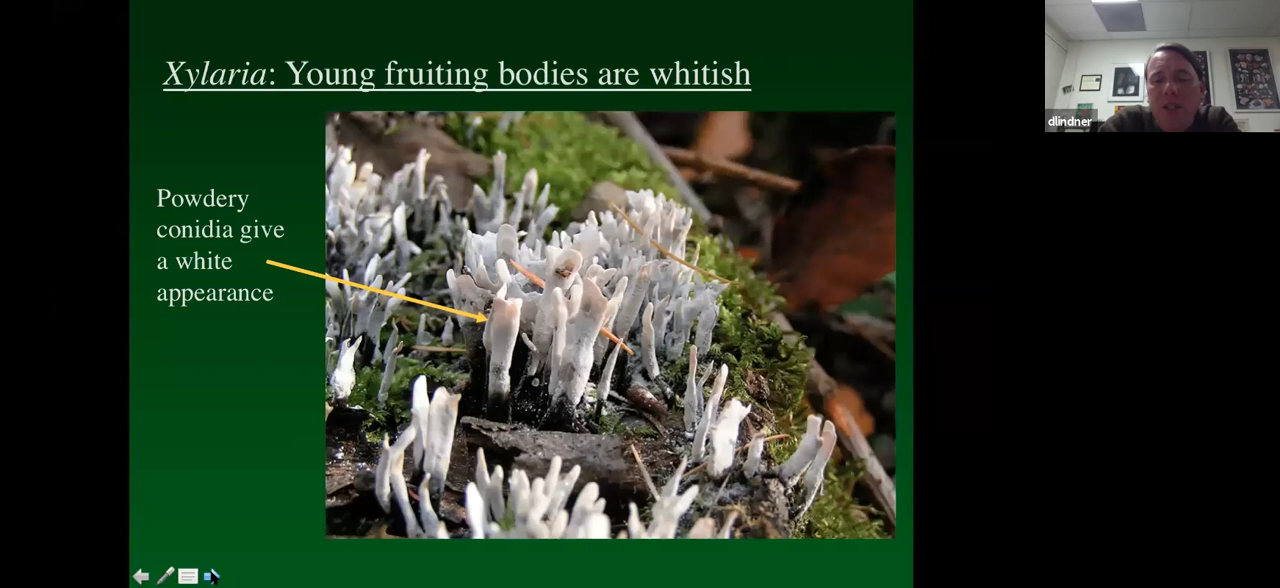 Xylaria: Young fruiting bodies are whitish
Powdery
conidia give
a white
appearance
dlindner